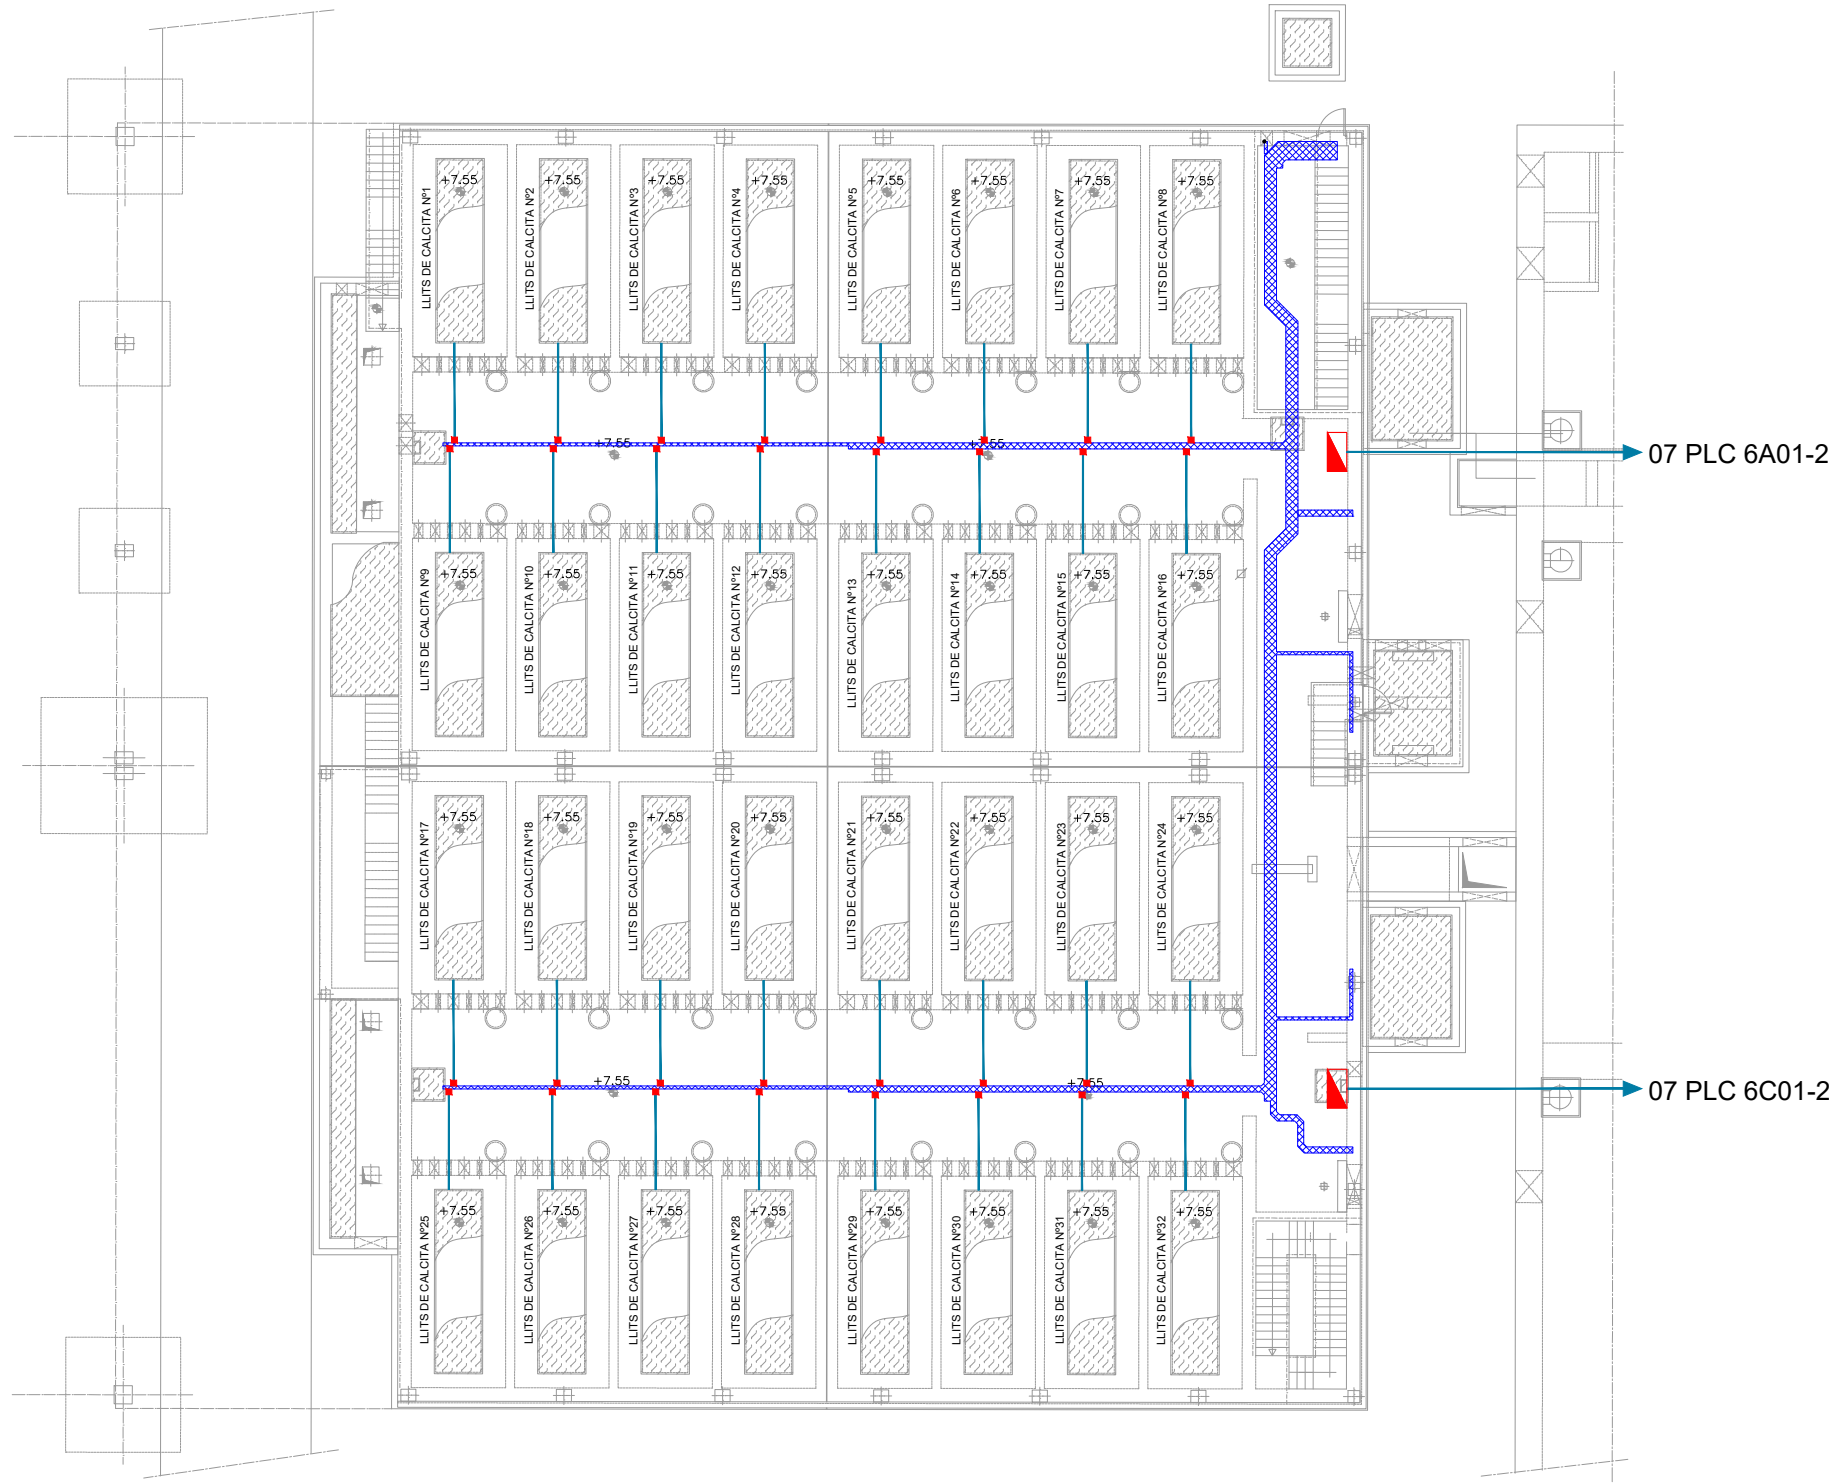 LLITS DE CALCITA Nº1
LLITS DE CALCITA Nº2
LLITS DE CALCITA Nº3
LLITS DE CALCITA Nº4
LLITS DE CALCITA Nº5
LLITS DE CALCITA Nº6
LLITS DE CALCITA Nº7
LLITS DE CALCITA Nº8
+7.55
+7.55
+7.55
+7.55
+7.55
+7.55
+7.55
+7.55
+7.55
+7.55
07 PLC 6A01-2
LLITS DE CALCITA Nº9
LLITS DE CALCITA Nº10
LLITS DE CALCITA Nº11
LLITS DE CALCITA Nº12
LLITS DE CALCITA Nº13
LLITS DE CALCITA Nº14
LLITS DE CALCITA Nº15
LLITS DE CALCITA Nº16
+7.55
+7.55
+7.55
+7.55
+7.55
+7.55
+7.55
+7.55
LLITS DE CALCITA Nº17
LLITS DE CALCITA Nº18
LLITS DE CALCITA Nº19
LLITS DE CALCITA Nº20
LLITS DE CALCITA Nº21
LLITS DE CALCITA Nº22
LLITS DE CALCITA Nº23
LLITS DE CALCITA Nº24
+7.55
+7.55
+7.55
+7.55
+7.55
+7.55
+7.55
+7.55
+7.55
+7.55
07 PLC 6C01-2
LLITS DE CALCITA Nº25
LLITS DE CALCITA Nº26
LLITS DE CALCITA Nº27
LLITS DE CALCITA Nº28
LLITS DE CALCITA Nº29
LLITS DE CALCITA Nº30
LLITS DE CALCITA Nº31
LLITS DE CALCITA Nº32
+7.55
+7.55
+7.55
+7.55
+7.55
+7.55
+7.55
+7.55